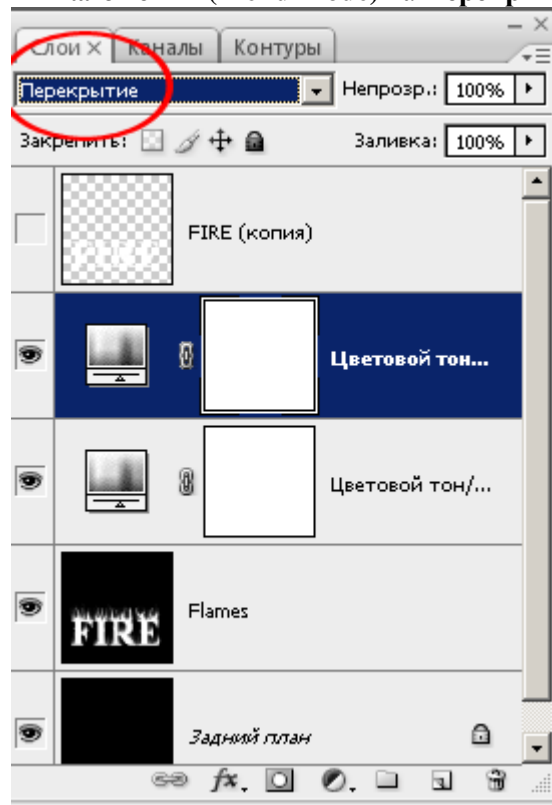 Слои × Каналы Контуры
Перекрытие Непрозр.: 100%
Закрепить: Заливка: 100%
FIRE (копия)
Цветовой тон...
Цветовой тон/...
Flames
FIRE
Задний план
fx.